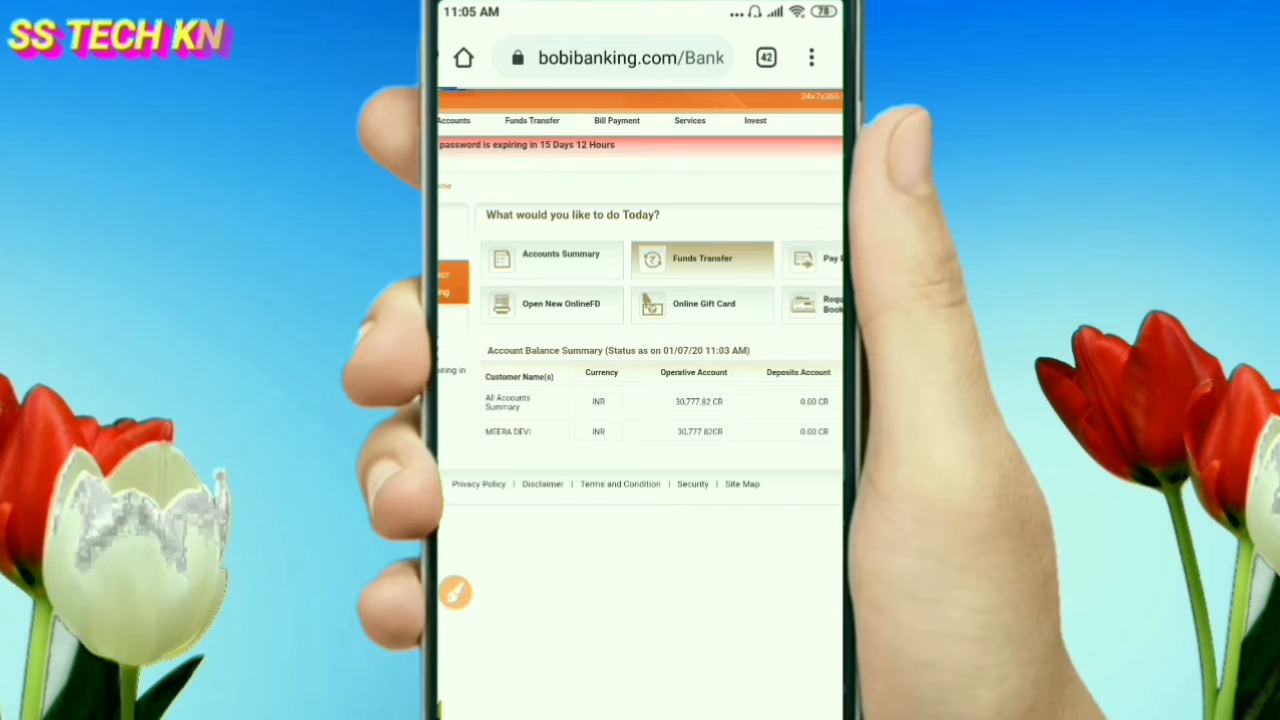 SS TECH KN
11:05 AM
78
bobibanking.com/Bank
42
24x7x365
Accounts Funds Transfer Bill Payment Services Invest
password is expiring in 15 Days 12 Hours
What would you like to do Today?
Accounts Summary Funds Transfer Pay
Open New OnlineFD Online Gift Card
Account Balance Summary (Status as on 01/07/20 11:03 AM)
Customer Name(s) Currency Operative Account Deposits Account
All Accounts
Summary INR 30,777.82 CR 0.00 CR
MEERA DEVI INR 30,777.82CR 0.00 CR
Privacy Policy | Disclaimer | Terms and Condition | Security | Site Map